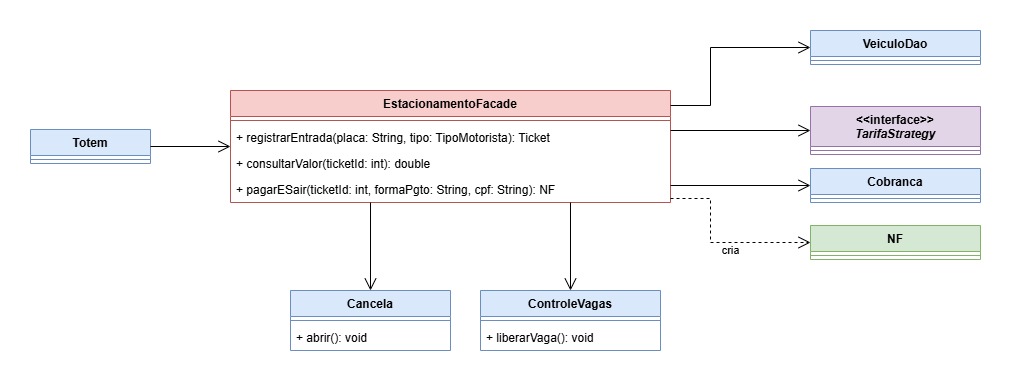 VeiculoDao
EstacionamentoFacade
<<interface>>
TarifaStrategy
Totem
+ registrarEntrada(placa: String, tipo: TipoMotorista): Ticket
+ consultarValor(ticketId: int): double
+ pagarESair(ticketId: int, formaPgto: String, cpf: String): NF
Cobranca
NF
cria
Cancela
+ abrir(): void
ControleVagas
+ liberarVaga(): void